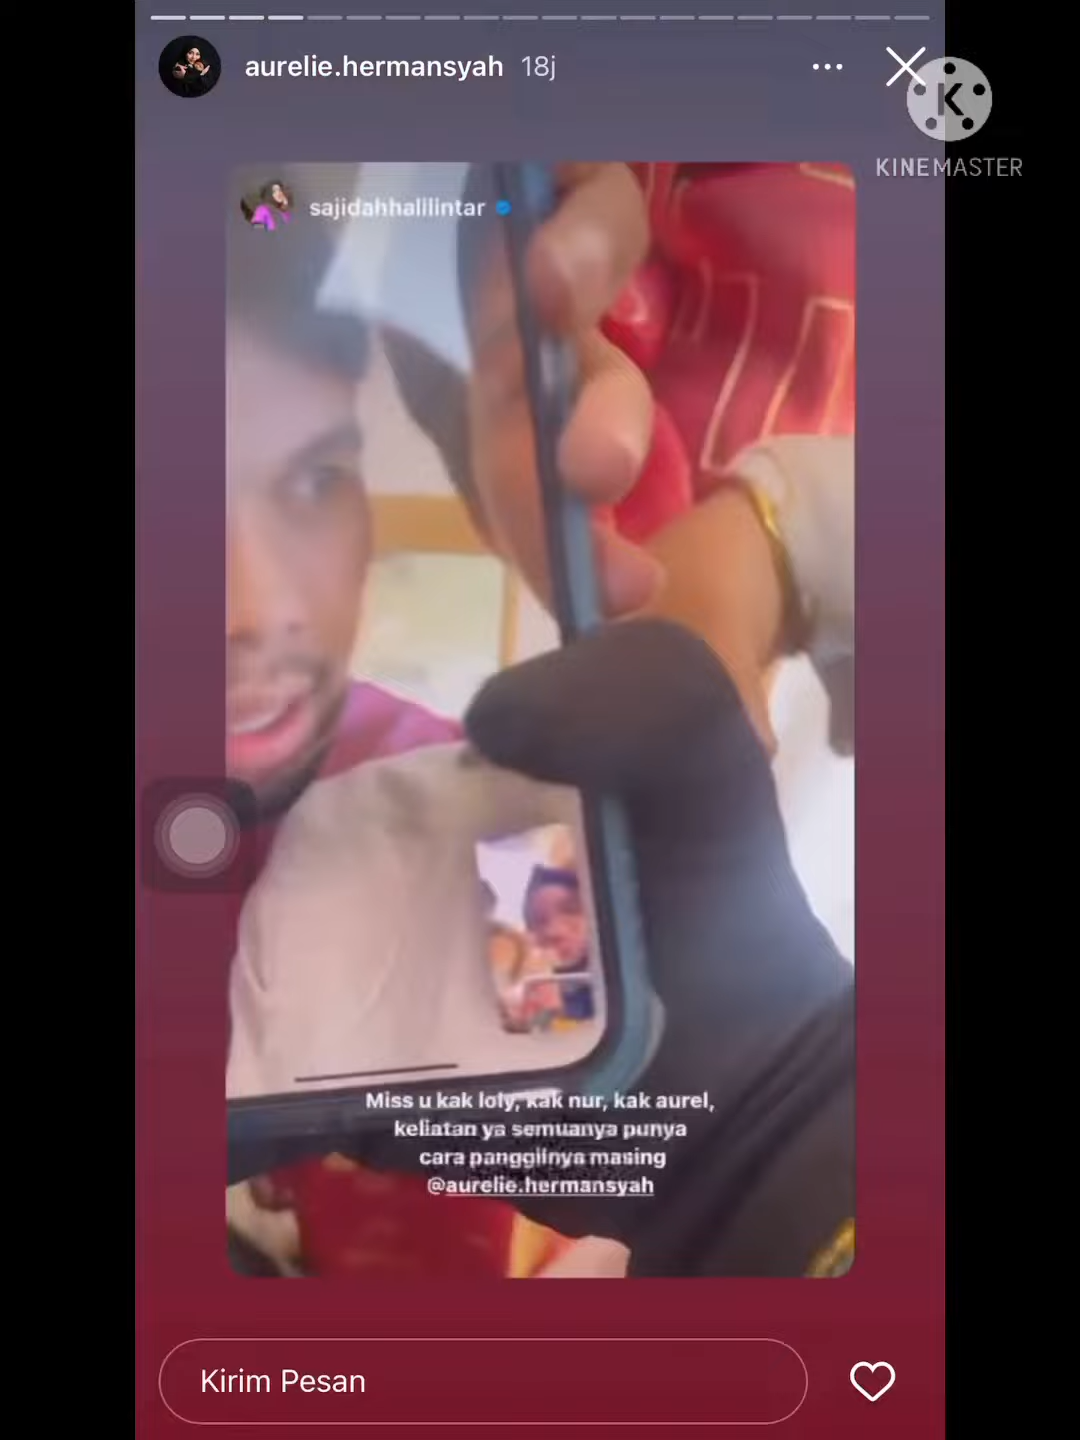 aurelie.hermansyah 18j
KINEMASTER
sajidahhalilintar
Miss u kak loly, kak nur, kak aurel,
keliatan ya semuanya punya
cara panggilnya masing
@aurelie.hermansyah
Kirim Pesan